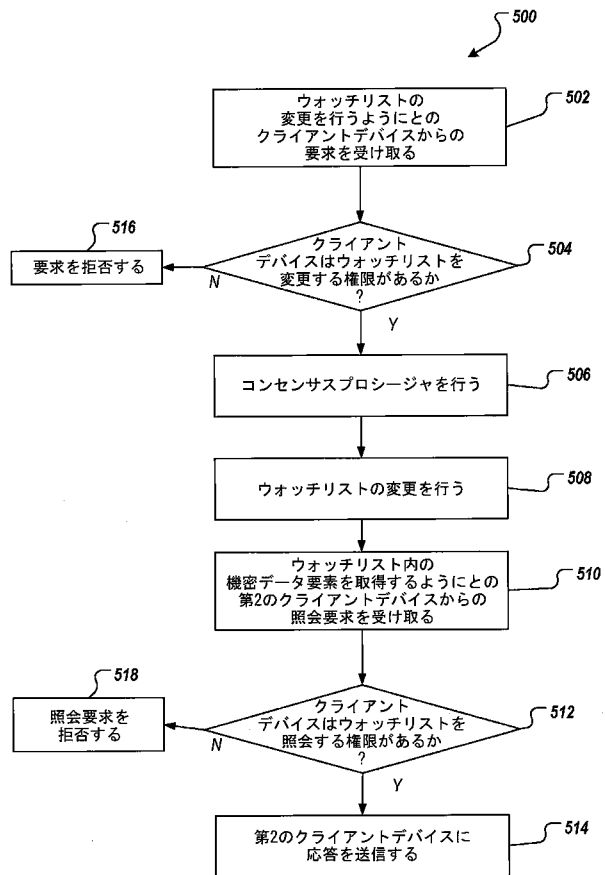 500
ウォッチリストの
変更を行うようにとの
クライアントデバイスからの
要求を受け取る
502
クライアント
デバイスはウォッチリストを
変更する権限があるか
?
504
N
Y
516
要求を拒否する
コンセンサスプロシージャを行う
506
ウォッチリストの変更を行う
508
ウォッチリスト内の
機密データ要素を取得するようにとの
第2のクライアントデバイスからの
照会要求を受け取る
510
クライアント
デバイスはウォッチリストを
照会する権限があるか
?
512
N
Y
518
照会要求を
拒否する
第2のクライアントデバイスに
応答を送信する
514